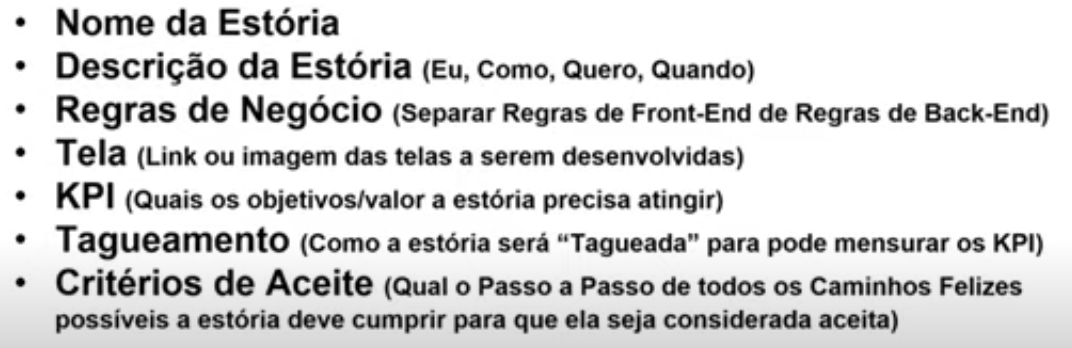 • Nome da Estória
• Descrição da Estória (Eu, Como, Quero, Quando)
• Regras de Negócio (Separar Regras de Front-End de Regras de Back-End)
• Tela (Link ou imagem das telas a serem desenvolvidas)
• KPI (Quais os objetivos/valor a estória precisa atingir)
• Tagueamento (Como a estória será “Tagueada” para pode mensurar os KPI)
• Critérios de Aceite (Qual o Passo a Passo de todos os Caminhos Felizes
possíveis a estória deve cumprir para que ela seja considerada aceita)